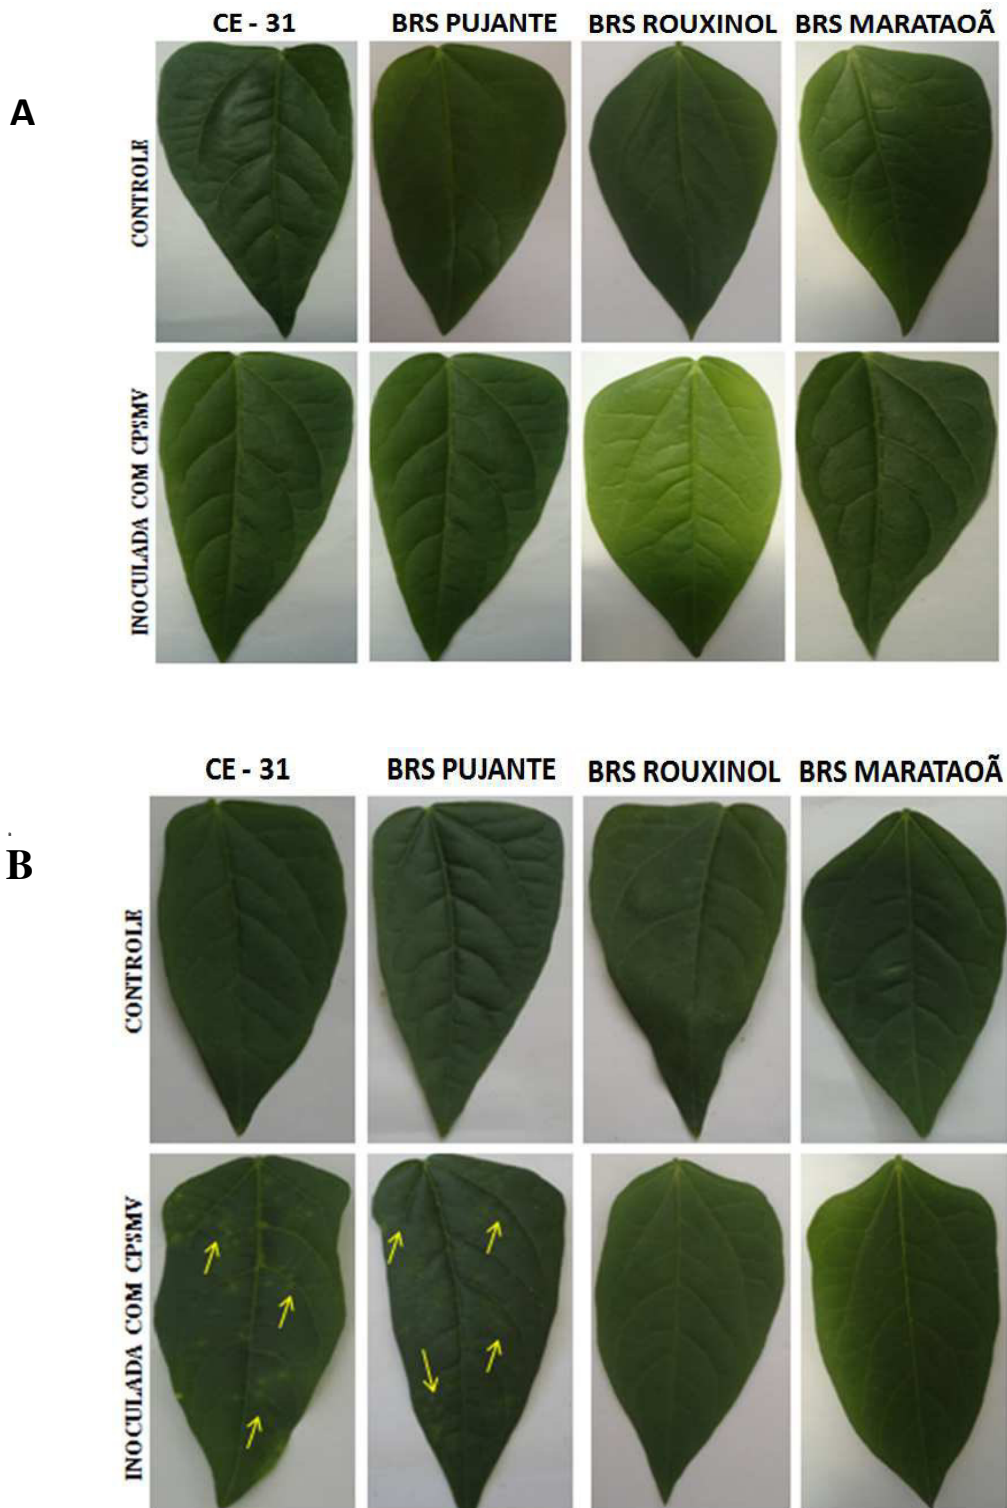 CE - 31 BRS PUJANTE BRS ROUXINOL BRS MARATAOÃ
A
CONTROLE
INOCULADA COM CPSMV
CE - 31 BRS PUJANTE BRS ROUXINOL BRS MARATAOÃ
B
CONTROLE
INOCULADA COM CPSMV